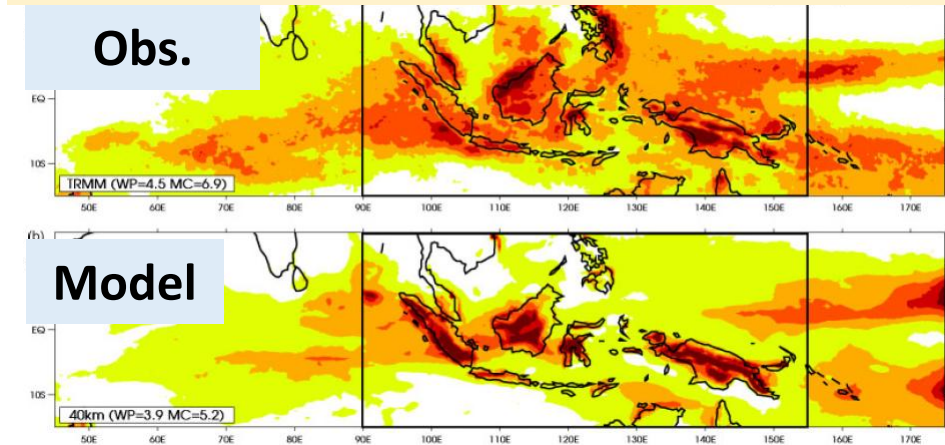 Obs.
EQ
10S
TRMM (WP=4.5 MC=6.9)
50E 60E 70E 80E 90E 100E 110E 120E 130E 140E 150E 160E 170E
(b)
Model
EQ
10S
40km (WP=3.9 MC=5.2)
50E 60E 70E 80E 90E 100E 110E 120E 130E 140E 150E 160E 170E